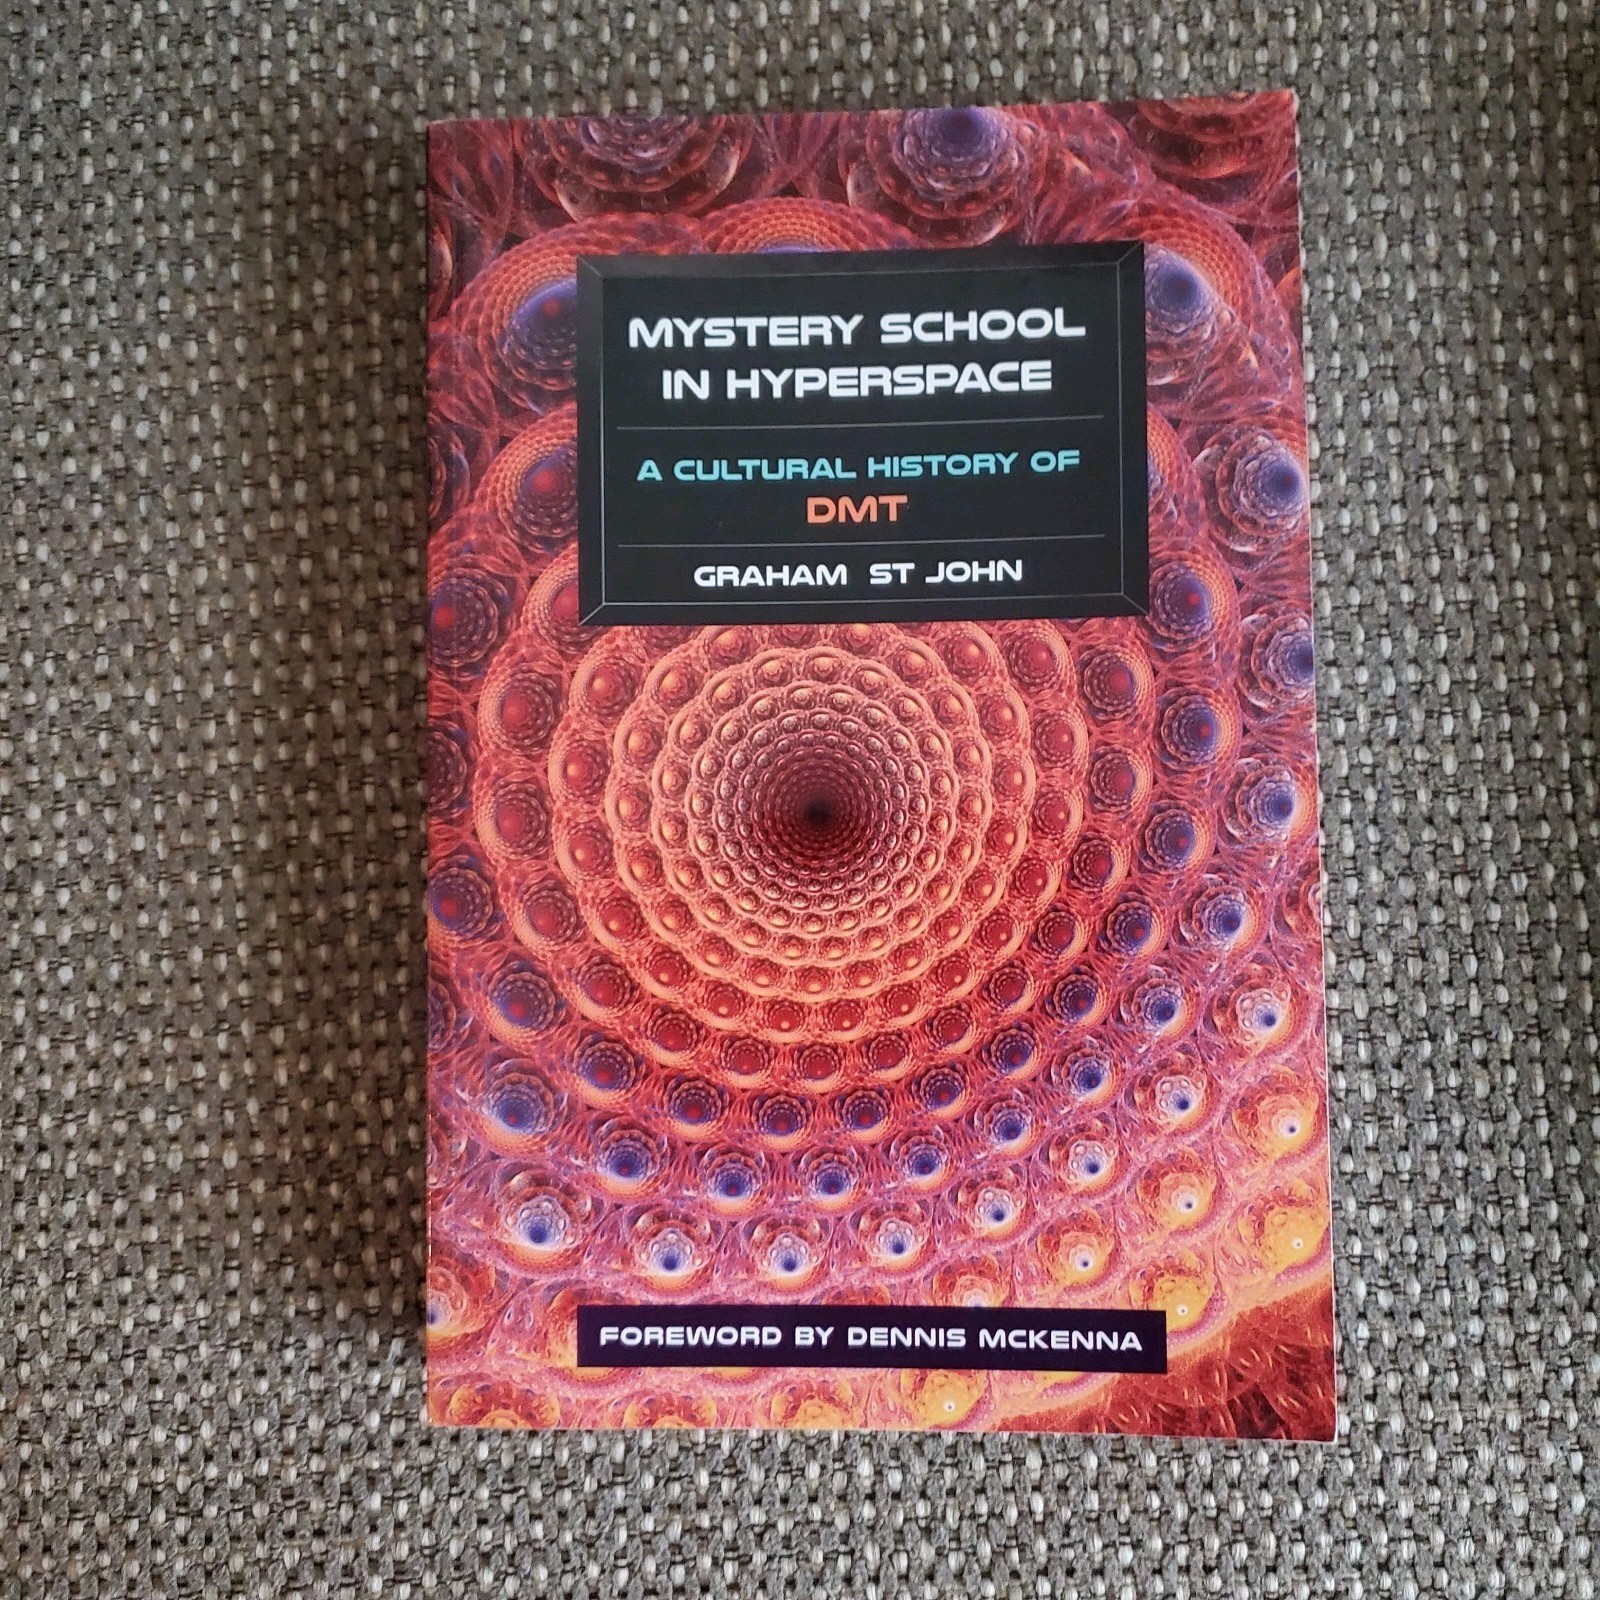 MYSTERY SCHOOL
IN HYPERSPACE
A CULTURAL HISTORY OF
DMT
GRAHAM ST JOHN
FOREWORD BY DENNIS MCKENNA